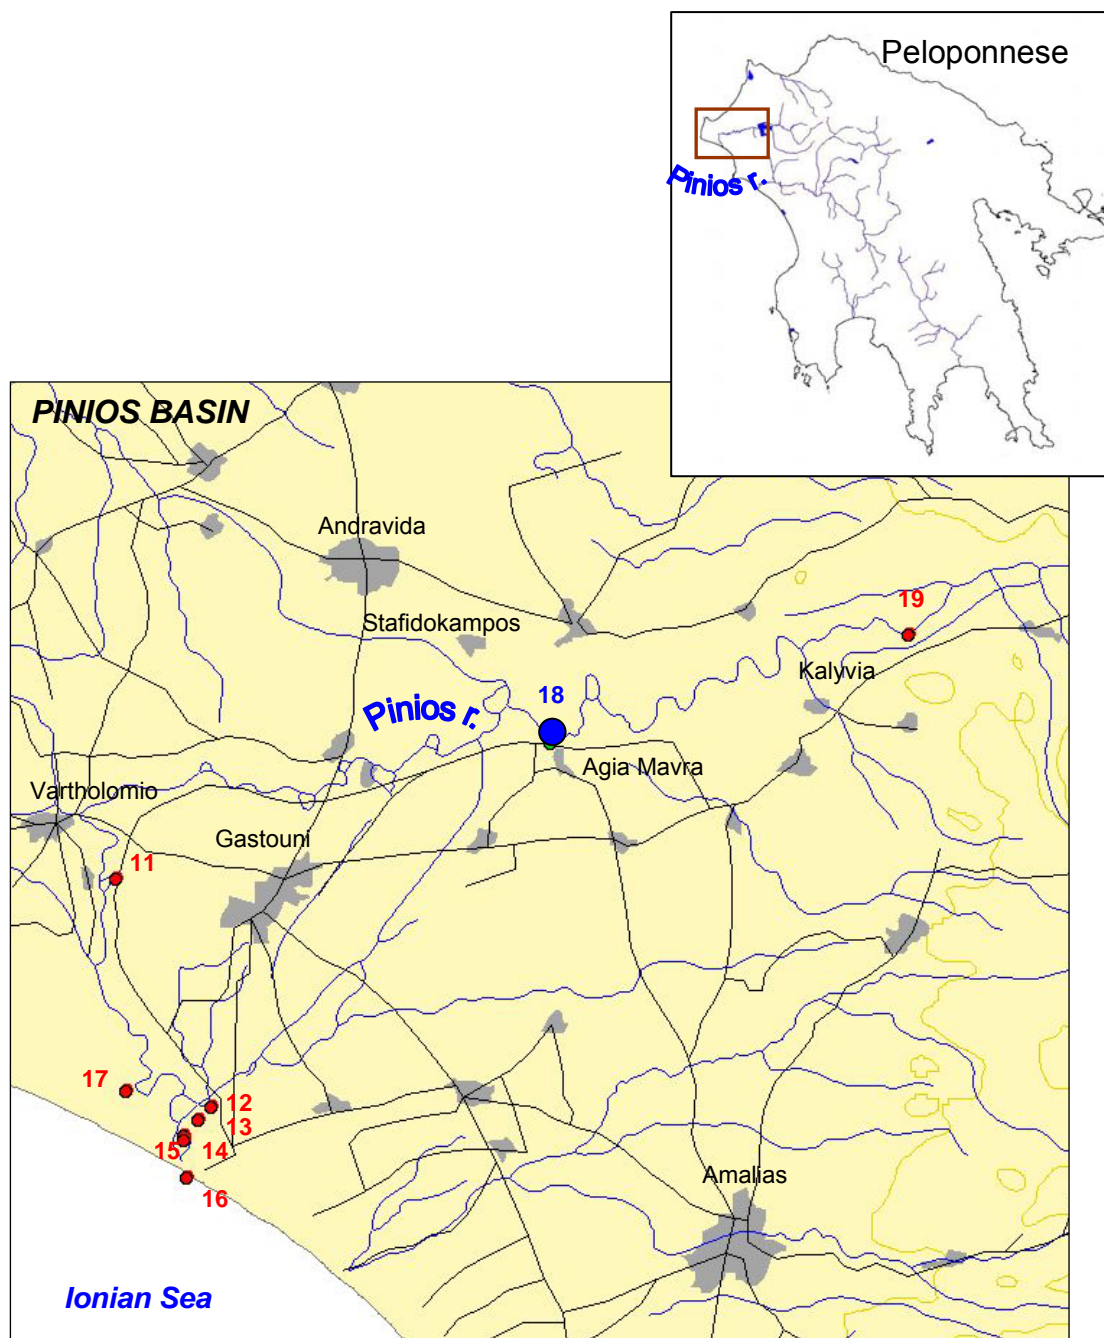 Peloponnese
Pinios r.
PINIOS BASIN
Andravida
19
Stafidokampos
Kalyvia
18
Pinios r.
Agia Mavra
Vartholomio
Gastouni
11
17
12
13
15
14
Amalias
16
Ionian Sea